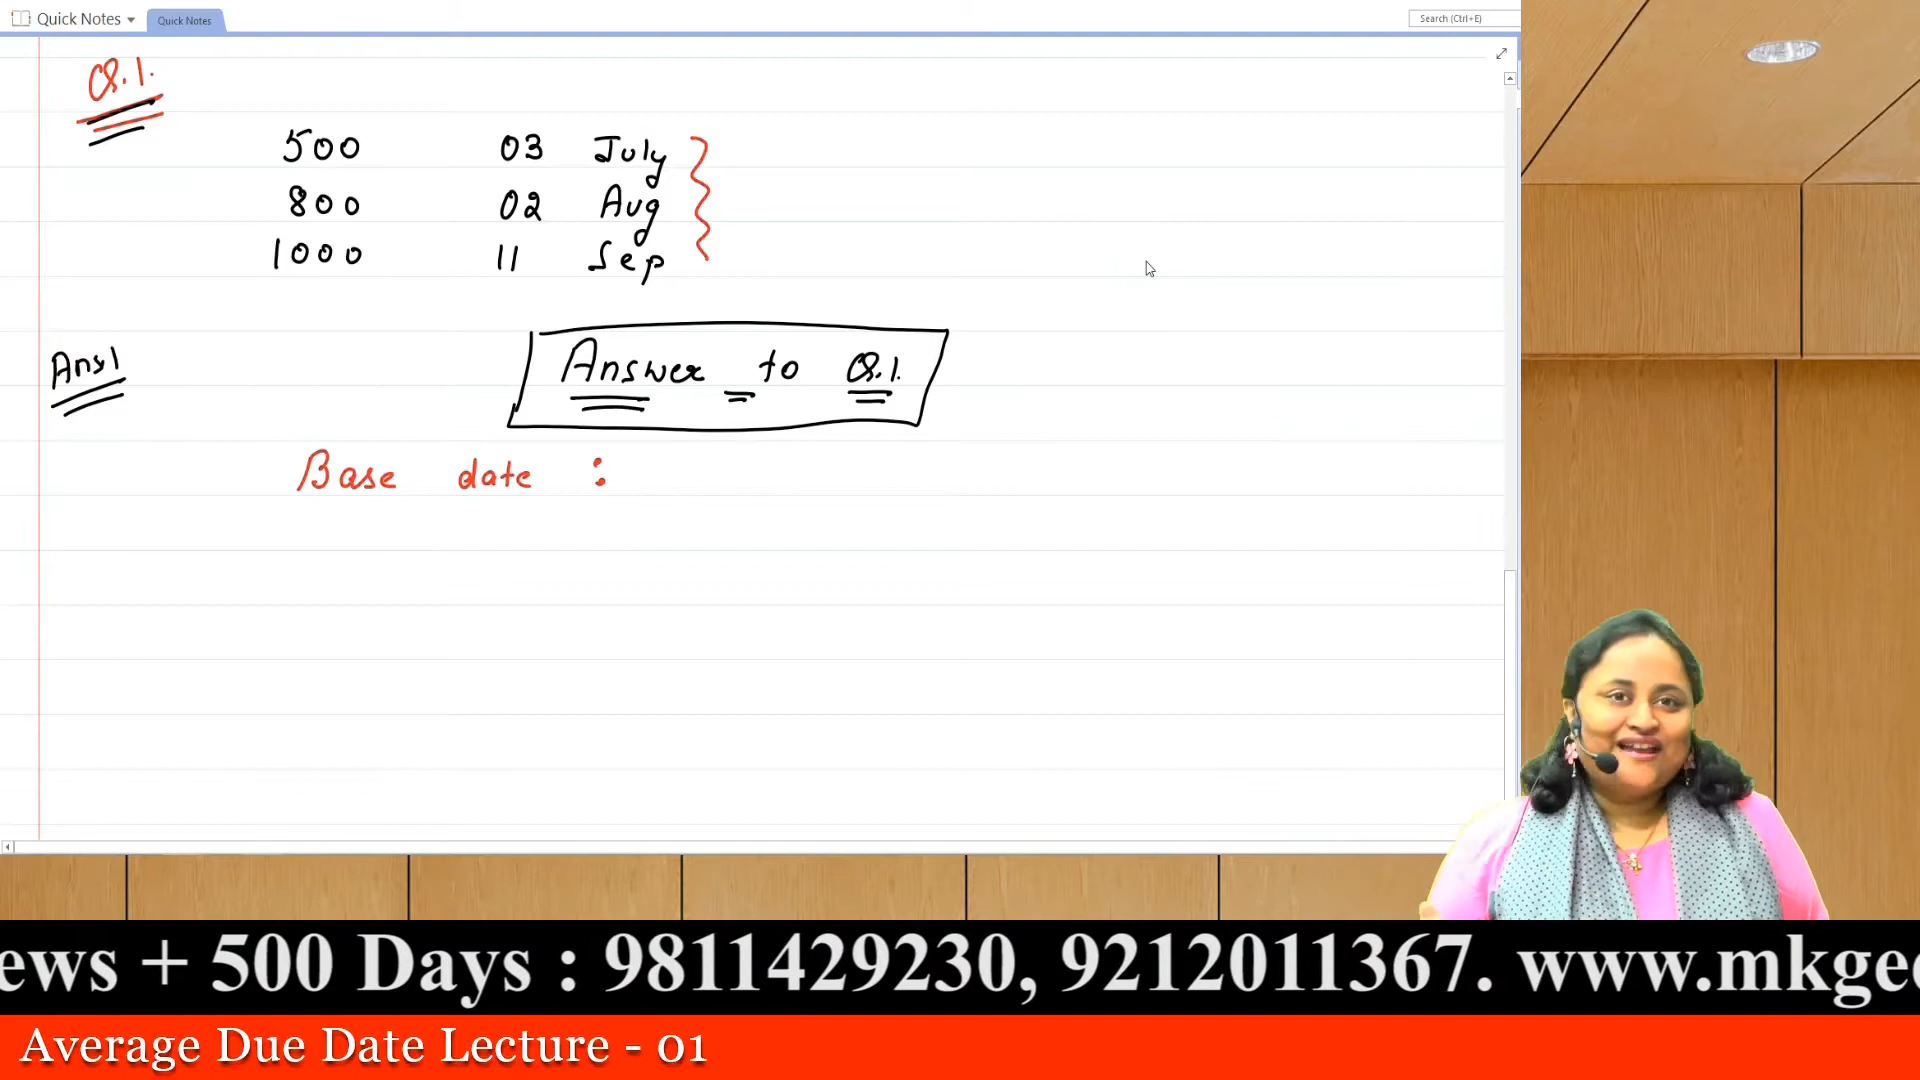 Quick Notes
Quick Notes
Search (Ctrl+E)
Q.1.
500 03 July
800 02 Aug
1000 11 Sep
Ans1
Answer to Q.1.
Base date :
ews + 500 Days : 9811429230, 9212011367. www.mkge
Average Due Date Lecture - 01